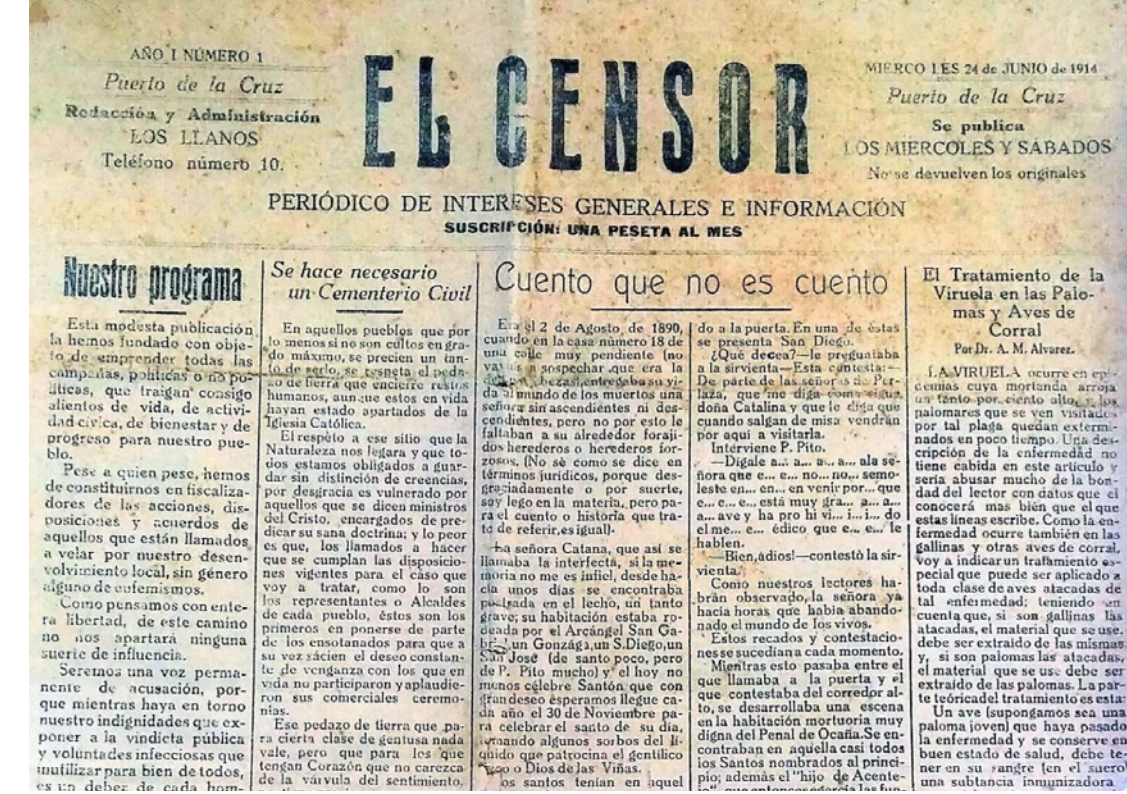 AÑO I NÚMERO 1
Puerto de la Cruz
Redacción y Administración
LOS LLANOS
Teléfono número 10.
EL CENSOR
MIERCOLES 24 de JUNIO de 1914
Puerto de la Cruz
Se publica
LOS MIERCOLES Y SÁBADOS
No se devuelven los originales
PERIÓDICO DE INTERESES GENERALES E INFORMACIÓN
SUSCRIPCIÓN: UNA PESETA AL MES
Nuestro programa
Esta modesta publicación
la hemos fundado con obje-
to de emprender todas las
campañas, políticas o no po-
líticas, que traigan consigo
alientos de vida, de activi-
dad cívica, de bienestar y de
progreso para nuestro pue-
blo.
Pese a quien pese, hemos
de constituirnos en fiscaliza-
dores de las acciones, dis-
posiciones y acuerdos de
aquellos que están llamados
a velar por nuestro desen-
volvimiento local, sin género
alguno de eufemismos.
Como pensamos con ente-
ra libertad, de este camino
no nos apartará ninguna
suerte de influencia.
Seremos una voz perma-
nente de acusación, por-
que mientras haya en torno
nuestro indignidades que ex-
poner a la vindicta pública
y voluntades infecciosas que
inutilizar para bien de todos,
es un deber de cada hom-
Se hace necesario
un Cementerio Civil
En aquellos pueblos que por
lo menos si no son cultos en gra-
do máximo, se precien un tan-
to de serlo, se respeta el peda-
zo de tierra que encierre restos
humanos, aunque estos en vida
hayan estado apartados de la
Iglesia Católica.
El respèto a ese sitio que la
Naturaleza nos legara y que to-
dos estamos obligados a guar-
dar sin distinción de creencias,
por desgracia es vulnerado por
aquellos que se dicen ministros
del Cristo, encargados de pre-
dicar su sana doctrina; y lo peor
es que, los llamados a hacer
que se cumplan las disposicio-
nes vigentes para el caso que
voy a tratar, como lo son
los representantes o Alcaldes
de cada pueblo, éstos son los
primeros en ponerse de parte
de los ensotanados para que a
su vez sacien el deseo constan-
te de venganza con los que en
vida no participaron y aplaudie-
ron sus comerciales ceremo-
nias.
Ese pedazo de tierra que pa-
ra cierta clase de gentusa nada
vale, pero que para los que
tengan Corazón que no carezca
de la válvula del sentimiento,
Cuento que no es cuento
Era el 2 de Agosto de 1890,
cuando en la casa número 18 de
una calle muy pendiente (no
vayais a sospechar que era la
entregaba su vi-
da al mundo de los muertos una
señora sin ascendientes ni des-
cendientes, pero no por esto le
faltaban a su alrededor foraji-
dos herederos o herederos for-
zosos. (No sè como se dice en
términos jurídicos, porque des-
graciadamente o por suerte,
soy lego en la materia, pero pa-
ra el cuento o historia que tra-
to de referir, es igual).
La señora Catana, que así se
llamaba la interfecta, si la me-
moria no me es infiel, desde ha-
cia unos días se encontraba
postrada en el lecho, un tanto
grave; su habitación estaba ro-
deada por el Arcángel San Ga-
briel, un Gonzága, un S. Diego, un
San José (de santo poco, pero
de P. Pito mucho) y el hoy no
menos célebre Santón que con
gran deseo esperamos llegue ca-
da año el 30 de Noviembre pa-
ra celebrar el santo de su día,
tomando algunos sorbos del lí-
quido que patrocina el gentílico
o Dios de las Viñas.
santos tenían en aquel
do a la puerta. En una de éstas
se presenta San Diego.
¿Qué decea?—le preguntaba
a la sirvienta—Esta contesta:—
De parte de las señoras de Per-
laza, que me diga como sigue
doña Catalina y que le diga que
cuando salgan de misa vendrán
por aquí a visitarla.
Interviene P. Pito.
—Dígale a... a... a... a... ala se-
ñora que e... e... no... no... se mo-
leste en... en... en venir por... que
e... e... e... está muy gra... a... a...
a... ave y ha pro hi vi... i... i... do
el me... e... édico que e... e... le
hablen.
—Bien, adios!—contestó la sir-
vienta.
Como nuestros lectores ha-
brán observado, la señora ya
hacía horas que había abando-
nado el mundo de los vivos.
Estos recados y contestacio-
nes se sucedian a cada momento.
Mientras esto pasaba entre el
que llamaba a la puerta y el
que contestaba del corredor al-
to, se desarrollaba una escena
en la habitación mortuoria muy
digna del Penal de Ocaña. Se en-
contraban en aquella casi todos
los Santos nombrados al princi-
pio; además el "hijo de Acente-
jo", que entonces egercía las fun-
El Tratamiento de la
Viruela en las Palo-
mas y Aves de
Corral
Por Dr. A. M. Alvarez.
LA VIRUELA ocurre en epi-
demias cuya mortanda arroja
un tanto por ciento alto, y los
palomares que se ven visitados
por tal plaga quedan extermi-
nados en poco tiempo. Una des-
cripción de la enfermedad no
tiene cabida en este artículo y
sería abusar mucho de la bon-
dad del lector con datos que el
conocerá mas bién que el que
estas líneas escribe. Como la en-
fermedad ocurre también en las
gallinas y otras aves de corral,
voy a indicar un tratamiento es-
pecial que puede ser aplicado a
toda clase de aves atacadas de
tal enfermedad; teniendo en
cuenta que, si son gallinas las
atacadas, el material que se use,
debe ser extraído de las mismas
y, si son palomas las atacadas,
el material que se use debe ser
extraído de las palomas. La par-
te teórica del tratamiento es esta:
Un ave (supongamos sea una
paloma joven) que haya pasado
la enfermedad y se conserve en
buen estado de salud, debe te-
ner en su sangre (en el suero)
una substancia inmunizadora